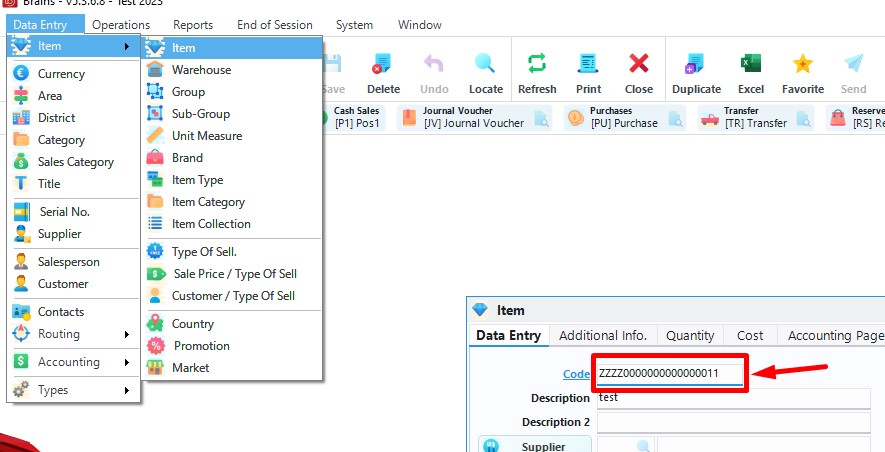 Brains - V5.3.6.8 - Test 2023
Data Entry Operations Reports End of Session System Window
Item
Currency
Area
District
Category
Sales Category
Title
Serial No.
Supplier
Salesperson
Customer
Contacts
Routing
Accounting
Types
Item
Warehouse
Group
Sub-Group
Unit Measure
Brand
Item Type
Item Category
Item Collection
Type Of Sell.
Sale Price / Type Of Sell
Customer / Type Of Sell
Country
Promotion
Market
Save Delete Undo Locate Refresh Print Close Duplicate Excel Favorite Send
Cash Sales
[P1] Pos1
Journal Voucher
[JV] Journal Voucher
Purchases
[PU] Purchase
Transfer
[TR] Transfer
Reserve
[RS] Re
Item
Data Entry Additional Info. Quantity Cost Accounting Page
Code ZZZZ0000000000000011
Description test
Description 2
Supplier